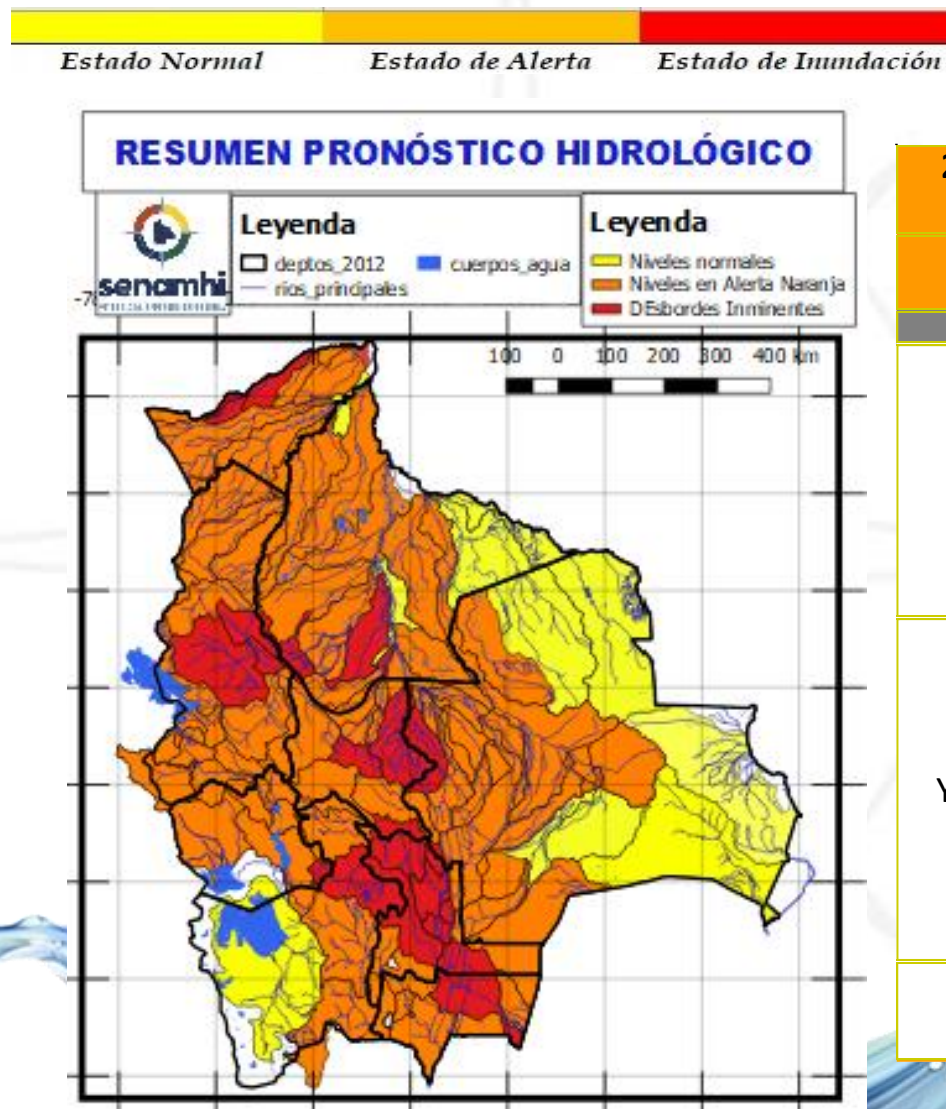 Estado Normal Estado de Alerta Estado de Inundación
RESUMEN PRONÓSTICO HIDROLÓGICO
senamhi
Leyenda
deptos_2012 cuerpos_agua
rios_principales
Leyenda
Niveles normales
Niveles en Alerta Naranja
DEsbordes Inminentes
100 0 100 200 300 400 km
2
Y